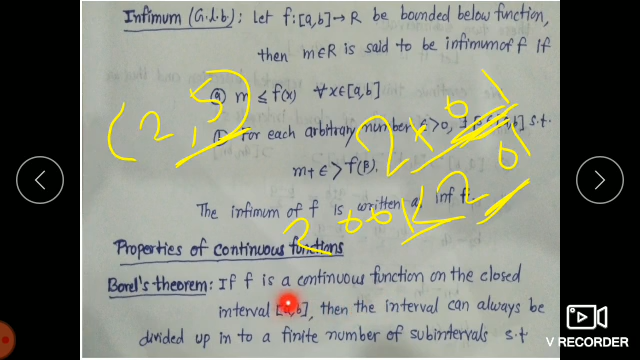 Infimum (G.l.b): Let f:[a,b]→R be bounded below function,
then m∈R is said to be infimum of f if
(a) m ≤ f(x) ∀x∈[a,b]
(b) For each arbitrary number ε>0, ∃ β∈[a,b] s.t.
m+ε > f(β).
The infimum of f is written as inf f.
Properties of continuous functions
Borel's theorem: If f is a continuous function on the closed
interval [a,b], then the interval can always be
divided up in to a finite number of subintervals s.t.
(2,5)
V RECORDER